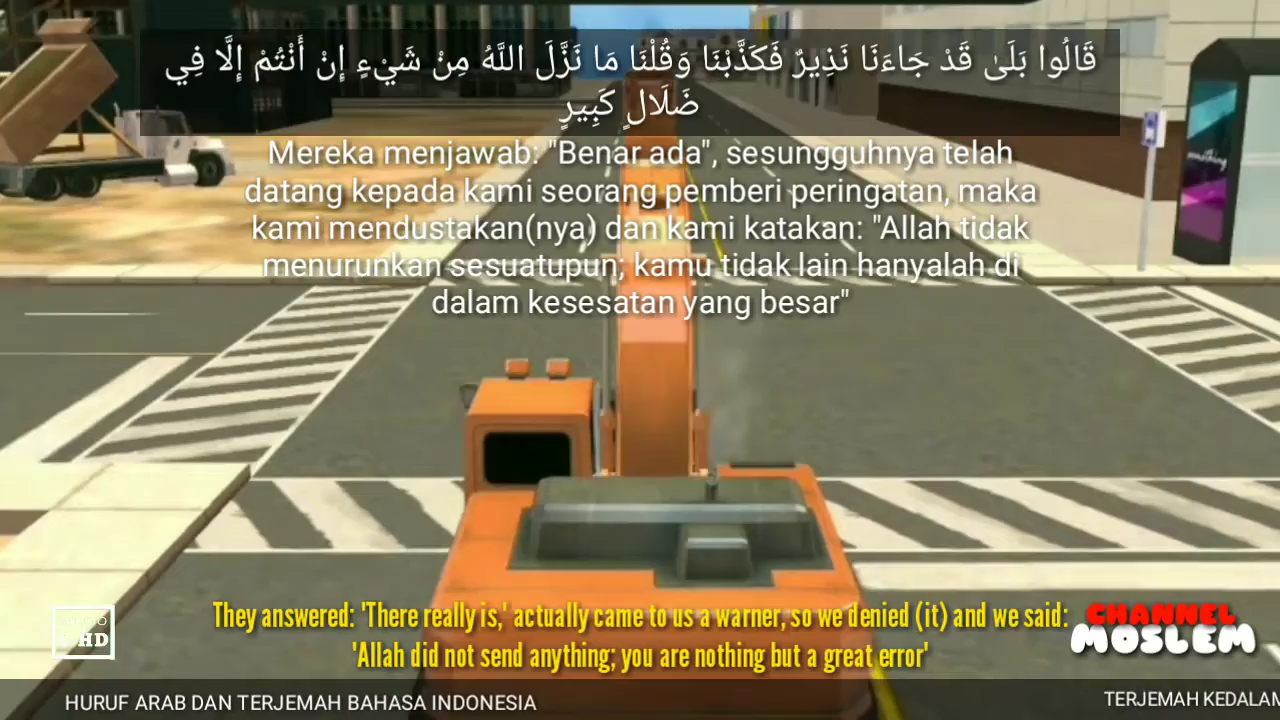 قَالُوا بَلَىٰ قَدْ جَاءَنَا نَذِيرٌ فَكَذَّبْنَا وَقُلْنَا مَا نَزَّلَ اللَّهُ مِنْ شَيْءٍ إِنْ أَنْتُمْ إِلَّا فِي
ضَلَالٍ كَبِيرٍ
Mereka menjawab: "Benar ada", sesungguhnya telah
datang kepada kami seorang pemberi peringatan, maka
kami mendustakan(nya) dan kami katakan: "Allah tidak
menurunkan sesuatupun; kamu tidak lain hanyalah di
dalam kesesatan yang besar"
They answered: 'There really is,' actually came to us a warner, so we denied (it) and we said:
'Allah did not send anything; you are nothing but a great error'
CHANNEL
MOSLEM
HD
HURUF ARAB DAN TERJEMAH BAHASA INDONESIA
TERJEMAH KEDALAM